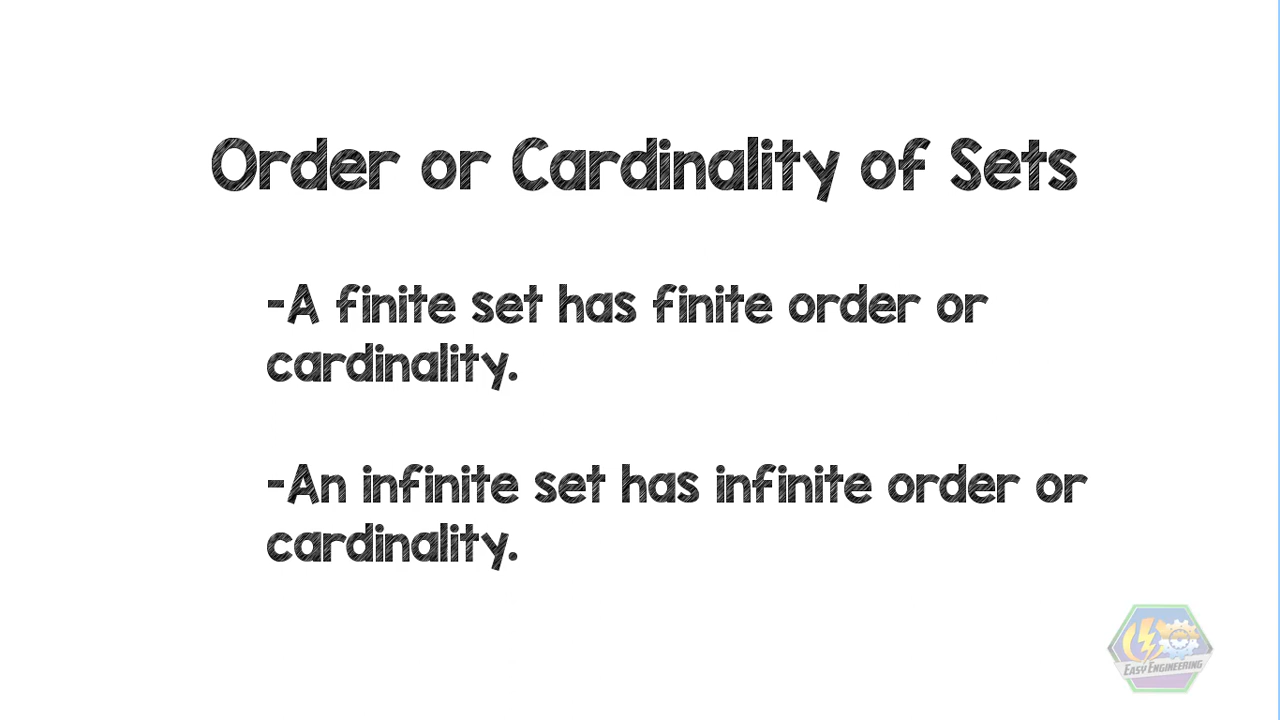 Order or Cardinality of Sets
-A finite set has finite order or
cardinality.
-An infinite set has infinite order or
cardinality.
EASY ENGINEERING